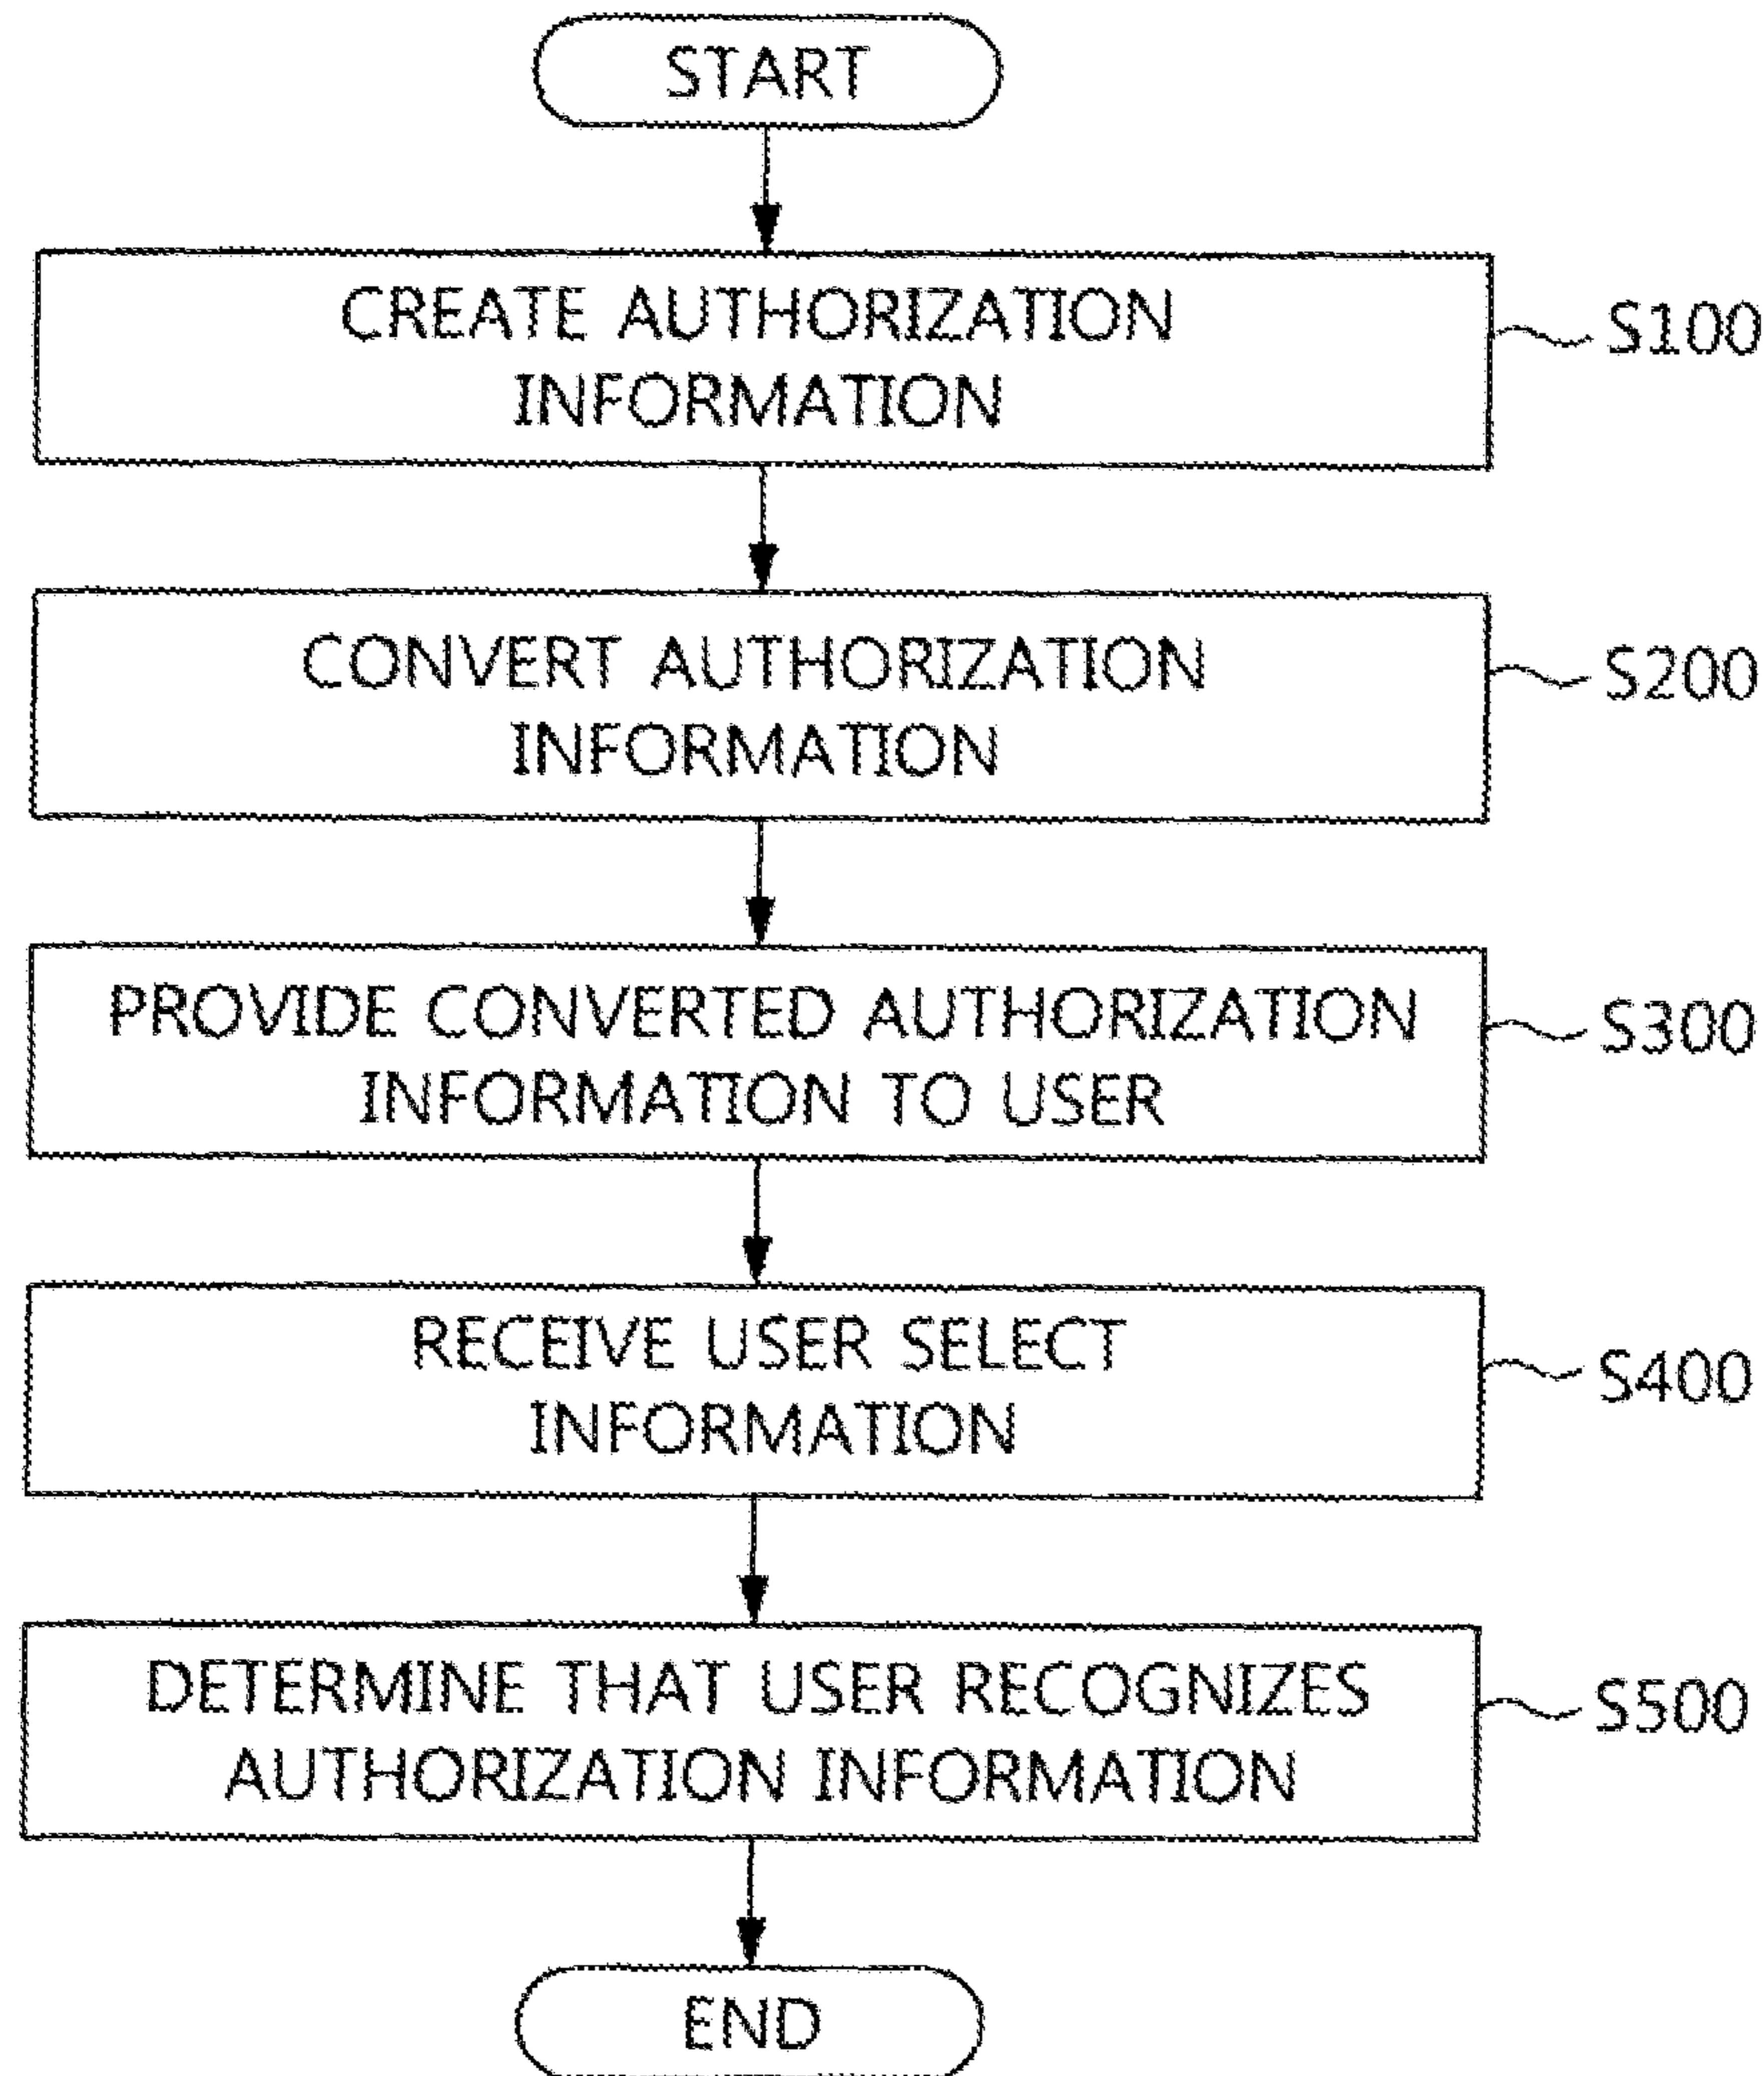 START
CREATE AUTHORIZATION
INFORMATION
S100
CONVERT AUTHORIZATION
INFORMATION
S200
PROVIDE CONVERTED AUTHORIZATION
INFORMATION TO USER
S300
RECEIVE USER SELECT
INFORMATION
S400
DETERMINE THAT USER RECOGNIZES
AUTHORIZATION INFORMATION
S500
END